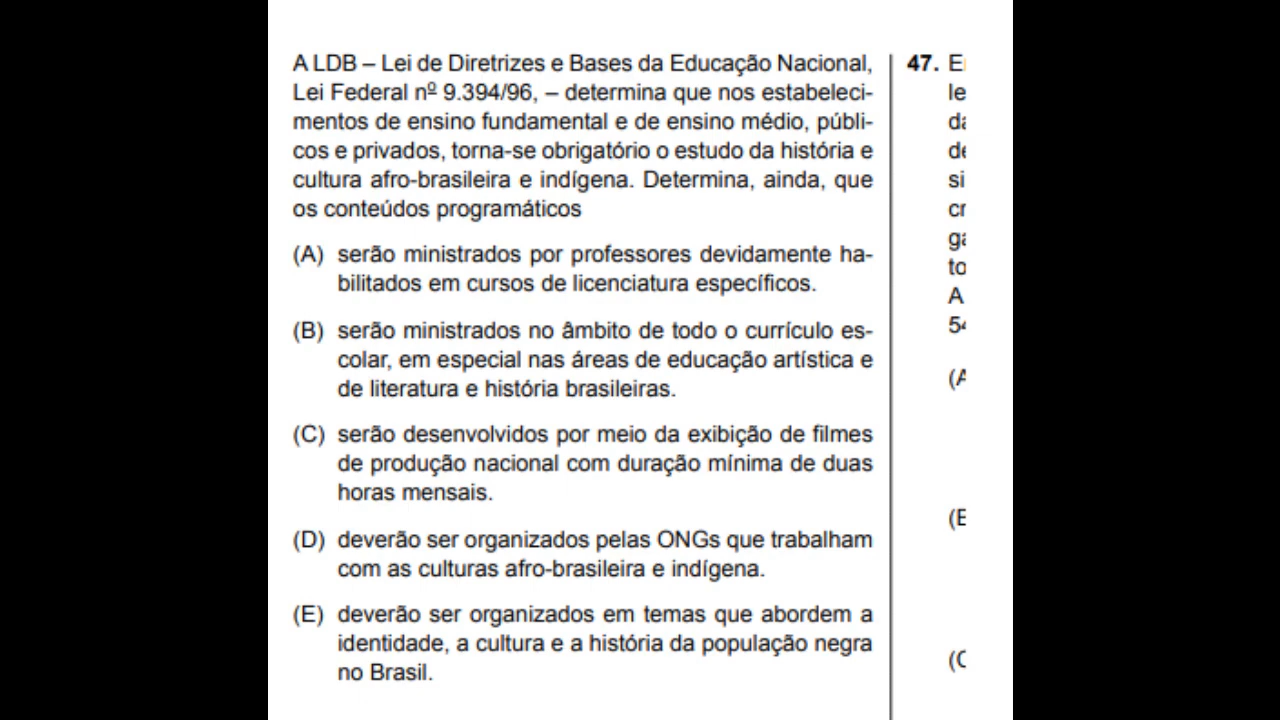 A LDB – Lei de Diretrizes e Bases da Educação Nacional,
Lei Federal nº 9.394/96, – determina que nos estabeleci-
mentos de ensino fundamental e de ensino médio, públi-
cos e privados, torna-se obrigatório o estudo da história e
cultura afro-brasileira e indígena. Determina, ainda, que
os conteúdos programáticos
(A) serão ministrados por professores devidamente ha-
bilitados em cursos de licenciatura específicos.
(B) serão ministrados no âmbito de todo o currículo es-
colar, em especial nas áreas de educação artística e
de literatura e história brasileiras.
(C) serão desenvolvidos por meio da exibição de filmes
de produção nacional com duração mínima de duas
horas mensais.
(D) deverão ser organizados pelas ONGs que trabalham
com as culturas afro-brasileira e indígena.
(E) deverão ser organizados em temas que abordem a
identidade, a cultura e a história da população negra
no Brasil.
47.
le
si
to
A